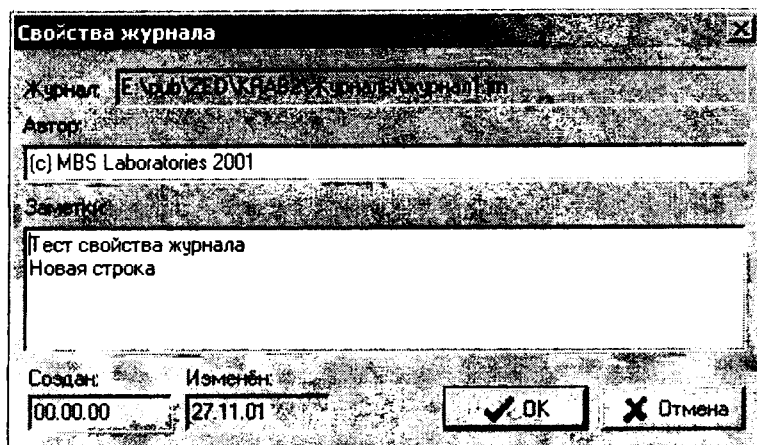 Свойства журнала
Журнал:
Автор:
(c) MBS Laboratories 2001
Заметки:
Тест свойства журнала
Новая строка
Создан: Изменён:
00.00.00 27.11.01 OK Отмена